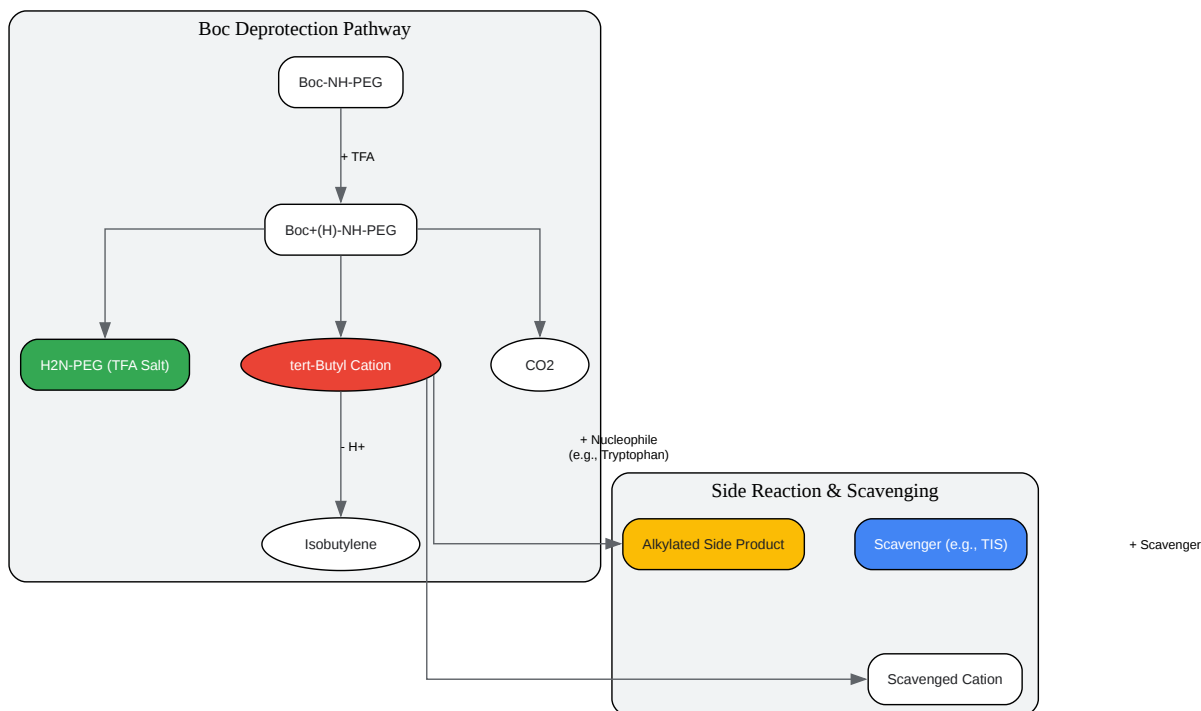 Boc Deprotection Pathway
Boc-NH-PEG
+ TFA
Boc+(H)-NH-PEG
H2N-PEG (TFA Salt)
tert-Butyl Cation
CO2
- H+
+ Nucleophile
(e.g., Tryptophan)
Isobutylene
Side Reaction & Scavenging
Alkylated Side Product
Scavenger (e.g., TIS)
+ Scavenger
Scavenged Cation